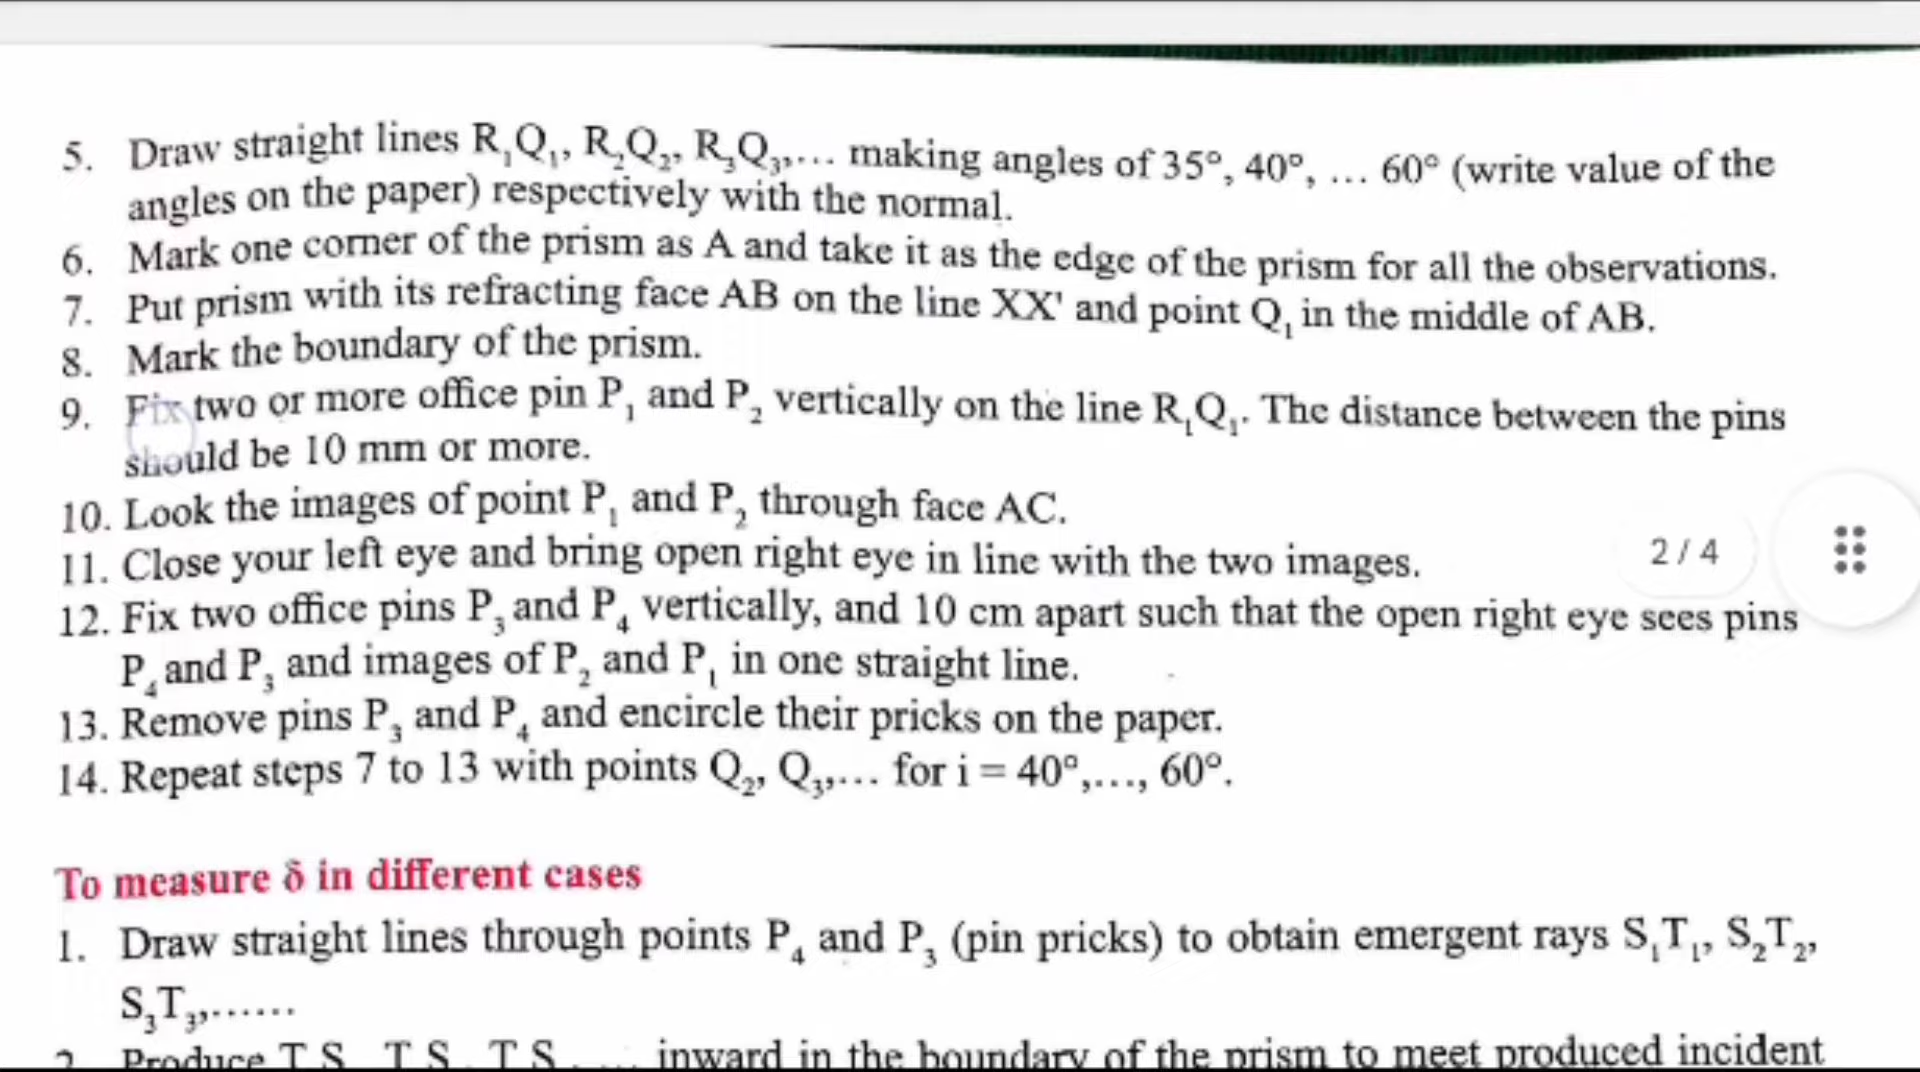 5. Draw straight lines R₁Q₁, R₂Q₂, R₃Q₃,... making angles of 35°, 40°, ... 60° (write value of the
angles on the paper) respectively with the normal.
6. Mark one corner of the prism as A and take it as the edge of the prism for all the observations.
7. Put prism with its refracting face AB on the line XX' and point Q₁ in the middle of AB.
8. Mark the boundary of the prism.
9. Fix two or more office pin P₁ and P₂ vertically on the line R₁Q₁. The distance between the pins
should be 10 mm or more.
10. Look the images of point P₁ and P₂ through face AC.
11. Close your left eye and bring open right eye in line with the two images.
2 / 4
12. Fix two office pins P₃ and P₄ vertically, and 10 cm apart such that the open right eye sees pins
P₄ and P₃ and images of P₂ and P₁ in one straight line.
13. Remove pins P₃ and P₄ and encircle their pricks on the paper.
14. Repeat steps 7 to 13 with points Q₂, Q₃,... for i = 40°,..., 60°.
To measure δ in different cases
1. Draw straight lines through points P₄ and P₃ (pin pricks) to obtain emergent rays S₁T₁, S₂T₂,
S₃T₃,......
2. Produce T S T S T S inward in the boundary of the prism to meet produced incident